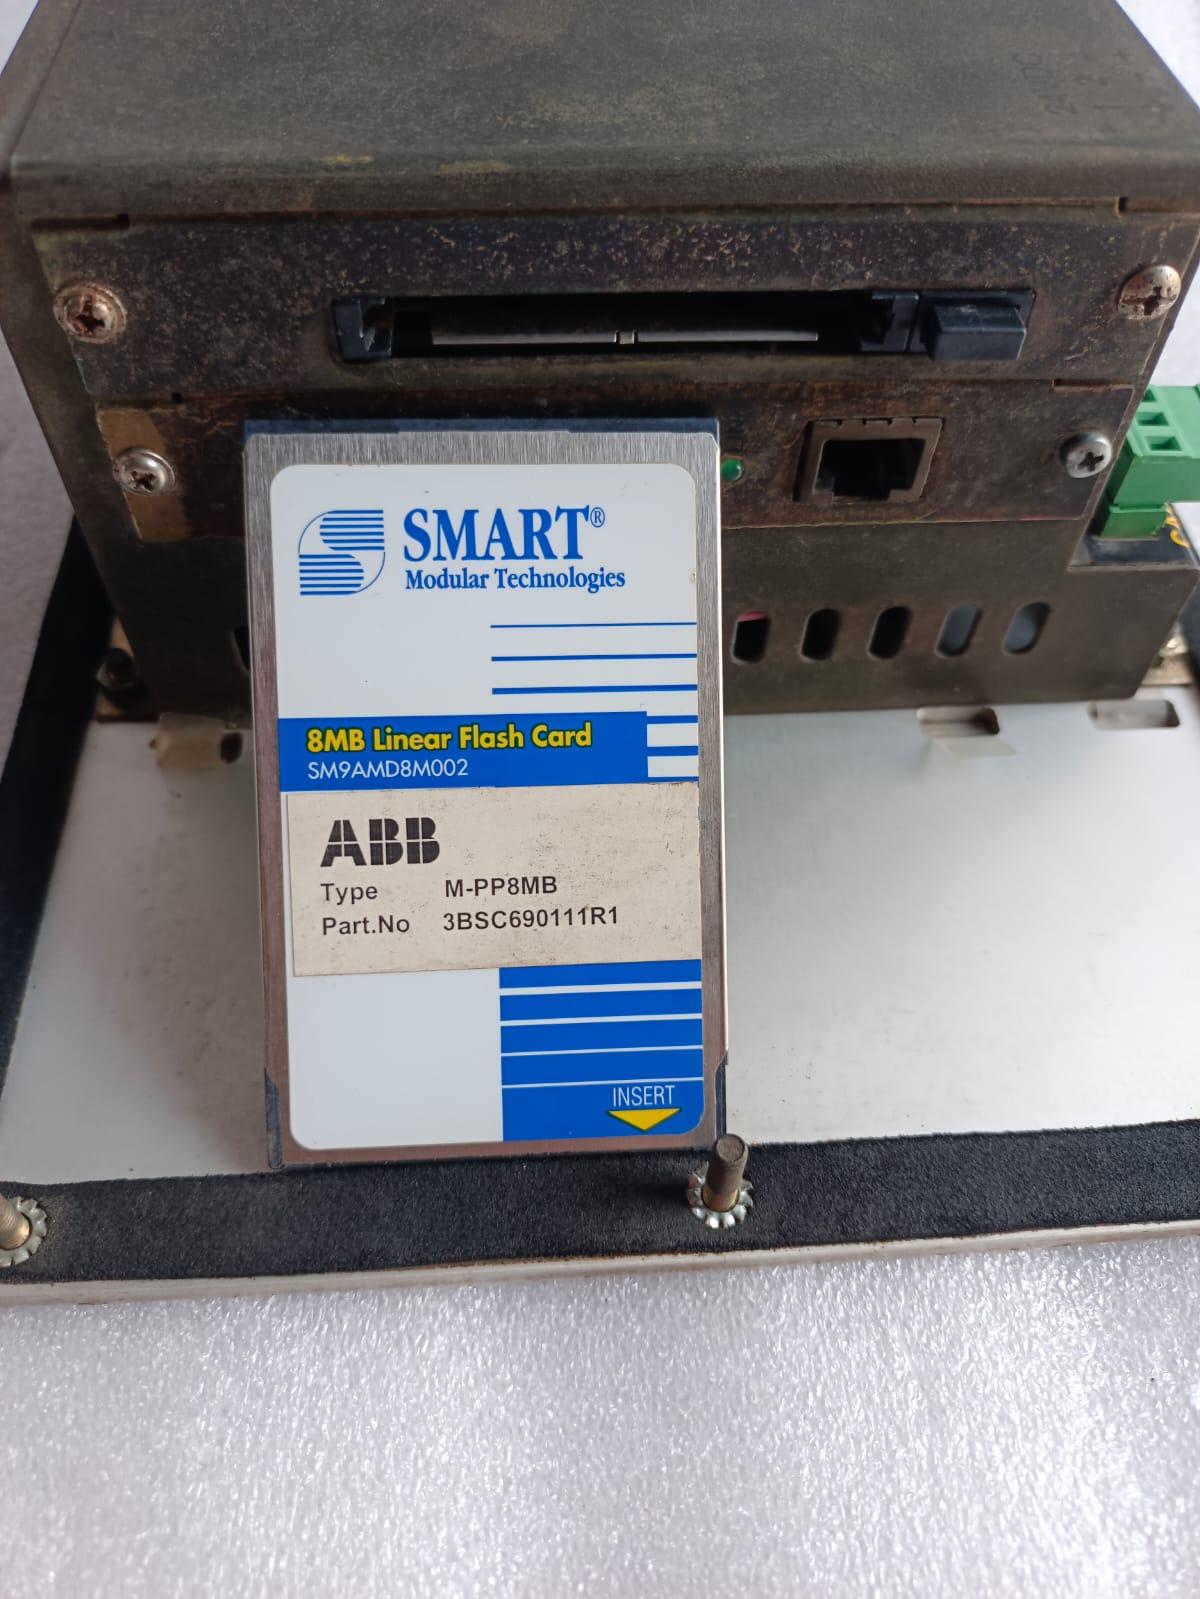 SMART®
Modular Technologies
8MB Linear Flash Card
SM9AMD8M002
ABB
Type M-PP8MB
Part.No 3BSC690111R1
INSERT